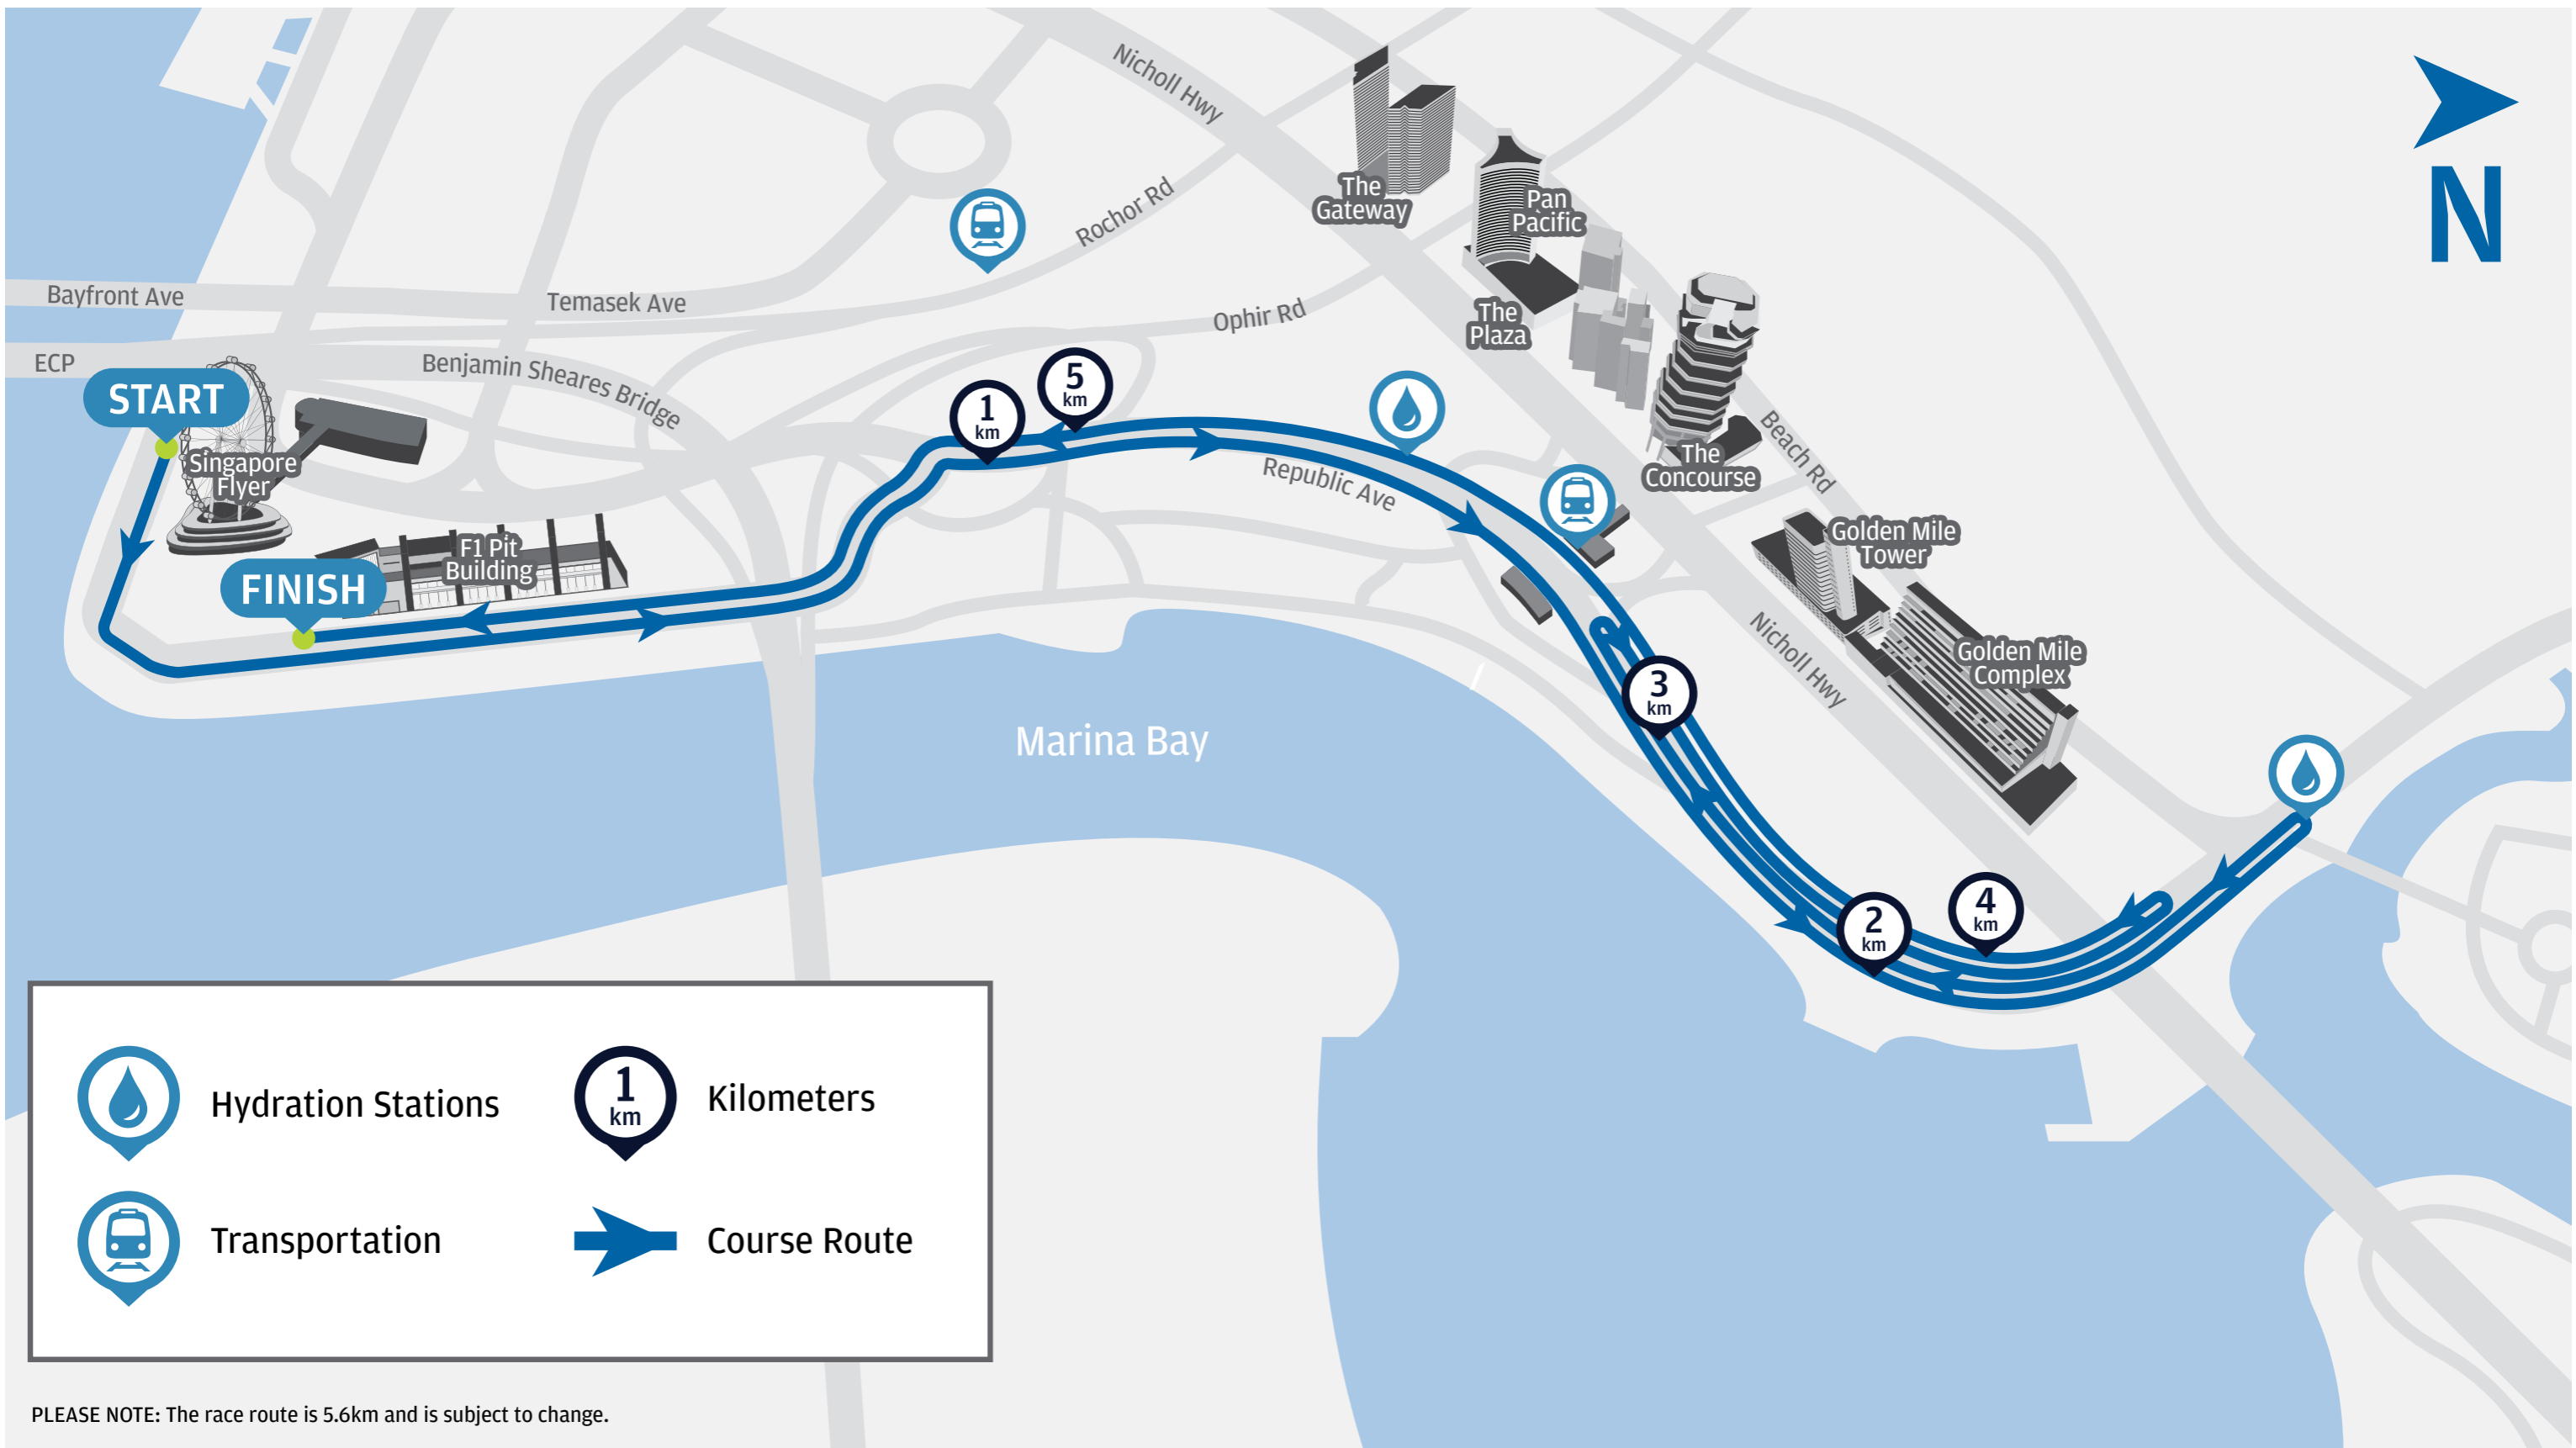 Nicholl Hwy
N
The
Gateway
Pan
Pacific
Rochor Rd
Bayfront Ave
Temasek Ave
Ophir Rd
The
Plaza
ECP
Benjamin Sheares Bridge
START
1
km
5
km
Singapore
Flyer
Republic Ave
The
Concourse
Beach Rd
F1 Pit
Building
FINISH
Golden Mile
Tower
Golden Mile
Complex
Nicholl Hwy
3
km
Marina Bay
2
km
4
km
Hydration Stations
1
km
Kilometers
Transportation
Course Route
PLEASE NOTE: The race route is 5.6km and is subject to change.